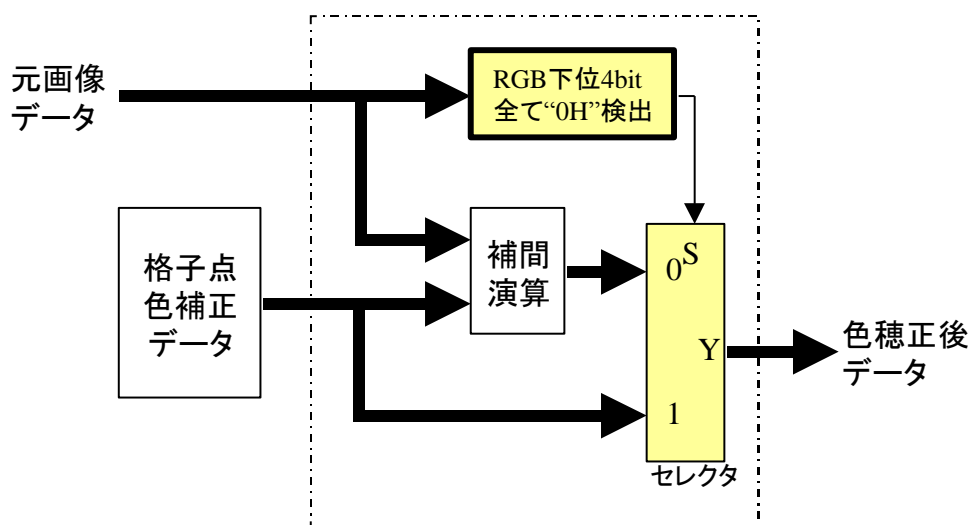 元画像
データ
RGB下位4bit
全て“0H”検出
格子点
色補正
データ
補間
演算
0
S
Y
1
セレクタ
色穂正後
データ